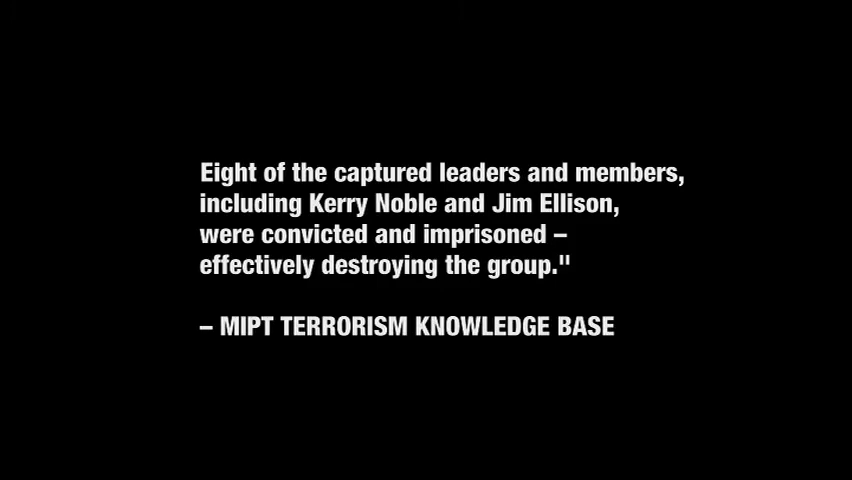 Eight of the captured leaders and members,
including Kerry Noble and Jim Ellison,
were convicted and imprisoned –
effectively destroying the group."
– MIPT TERRORISM KNOWLEDGE BASE